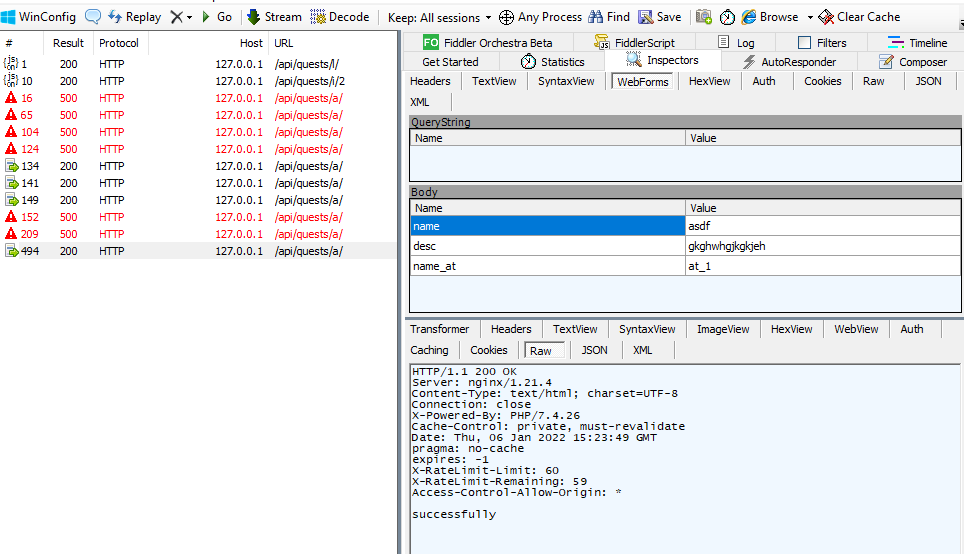 WinConfig Replay Go Stream Decode Keep: All sessions Any Process Find Save Browse Clear Cache
# Result Protocol Host URL
1 200 HTTP 127.0.0.1 /api/quests/l/
10 200 HTTP 127.0.0.1 /api/quests/i/2
16 500 HTTP 127.0.0.1 /api/quests/a/
65 500 HTTP 127.0.0.1 /api/quests/a/
104 500 HTTP 127.0.0.1 /api/quests/a/
124 500 HTTP 127.0.0.1 /api/quests/a/
134 200 HTTP 127.0.0.1 /api/quests/a/
141 200 HTTP 127.0.0.1 /api/quests/a/
149 200 HTTP 127.0.0.1 /api/quests/a/
152 500 HTTP 127.0.0.1 /api/quests/a/
209 500 HTTP 127.0.0.1 /api/quests/a/
494 200 HTTP 127.0.0.1 /api/quests/a/
FO Fiddler Orchestra Beta FiddlerScript Log Filters Timeline
Get Started Statistics Inspectors AutoResponder Composer
Headers TextView SyntaxView WebForms HexView Auth Cookies Raw JSON
XML
QueryString
Name Value
Body
Name Value
name asdf
desc gkghwhgjkgkjeh
name_at at_1
Transformer Headers TextView SyntaxView ImageView HexView WebView Auth
Caching Cookies Raw JSON XML
HTTP/1.1 200 OK
Server: nginx/1.21.4
Content-Type: text/html; charset=UTF-8
Connection: close
X-Powered-By: PHP/7.4.26
Cache-Control: private, must-revalidate
Date: Thu, 06 Jan 2022 15:23:49 GMT
pragma: no-cache
expires: -1
X-RateLimit-Limit: 60
X-RateLimit-Remaining: 59
Access-Control-Allow-Origin: *
successfully